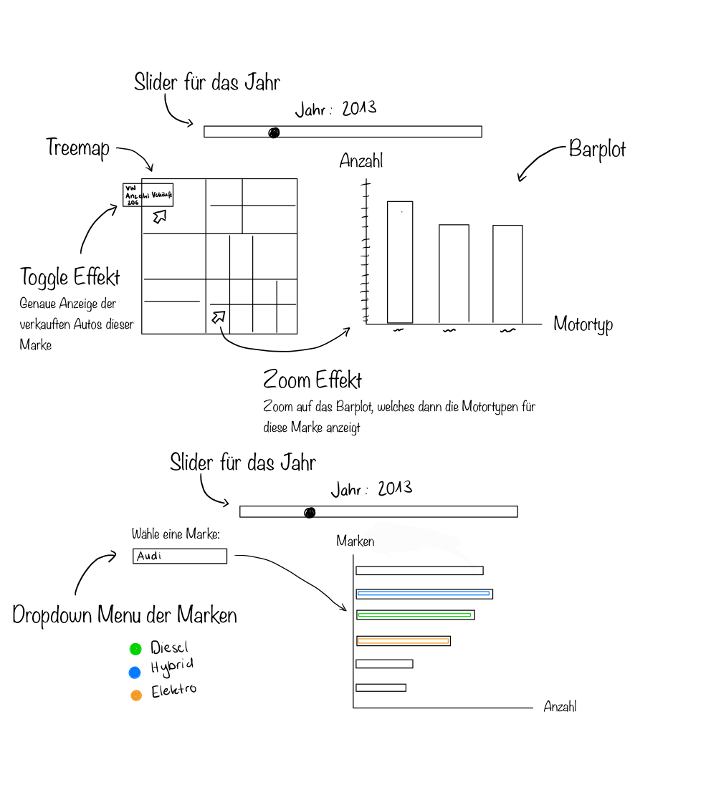 Slider für das Jahr
Jahr: 2013
Treemap
Anzahl
Barplot
VW
Anzahl Verkäufe
206
Toggle Effekt
Genaue Anzeige der
verkauften Autos dieser
Marke
Motortyp
Zoom Effekt
Zoom auf das Barplot, welches dann die Motortypen für
diese Marke anzeigt
Slider für das Jahr
Jahr: 2013
Wähle eine Marke:
Audi
Marken
Dropdown Menu der Marken
Diesel
Hybrid
Elektro
Anzahl